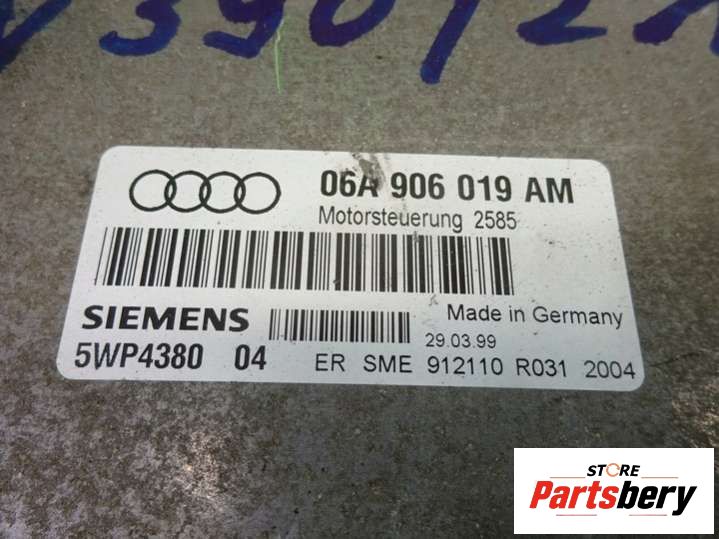 06A 906 019 AM
Motorsteuerung 2585
SIEMENS
Made in Germany
29.03.99
5WP4380 04
ER SME 912110 R031 2004
STORE
Partsbery